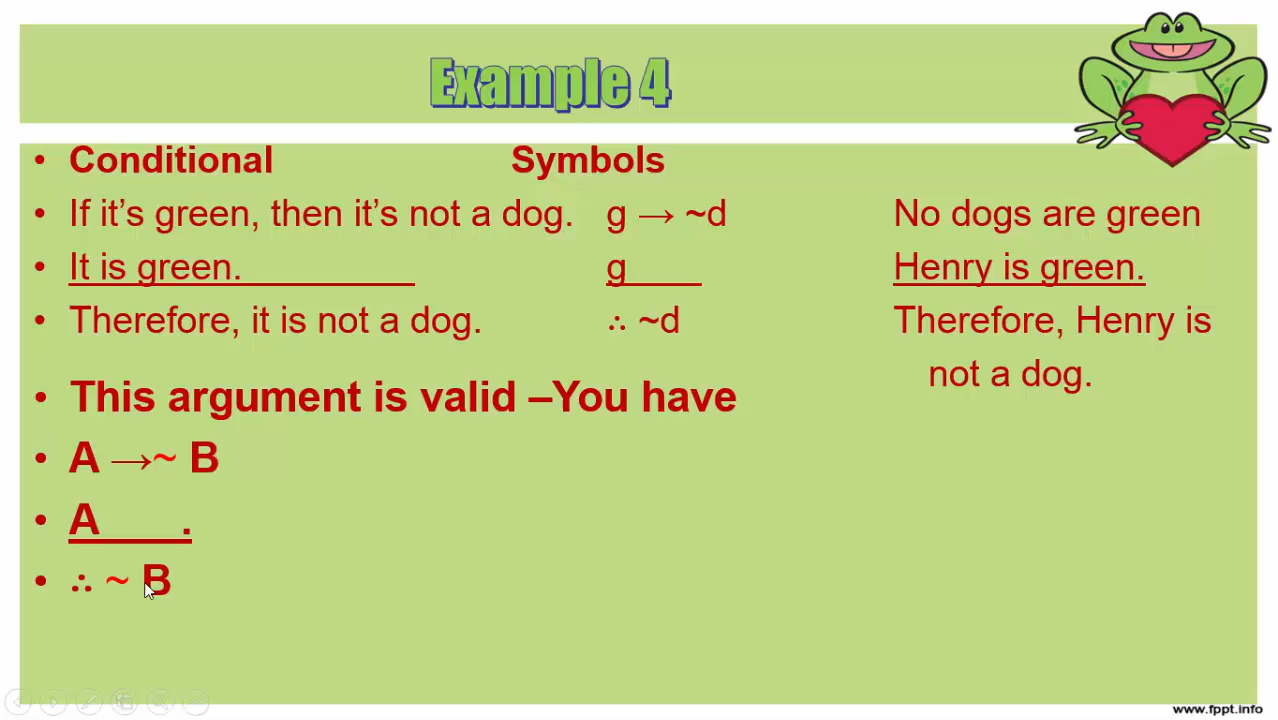 Example 4
• Conditional Symbols
• If it's green, then it's not a dog. g → ~d No dogs are green
• It is green. g Henry is green.
• Therefore, it is not a dog. ∴ ~d Therefore, Henry is
not a dog.
• This argument is valid –You have
• A →~ B
• A .
• ∴ ~ B
www.fppt.info